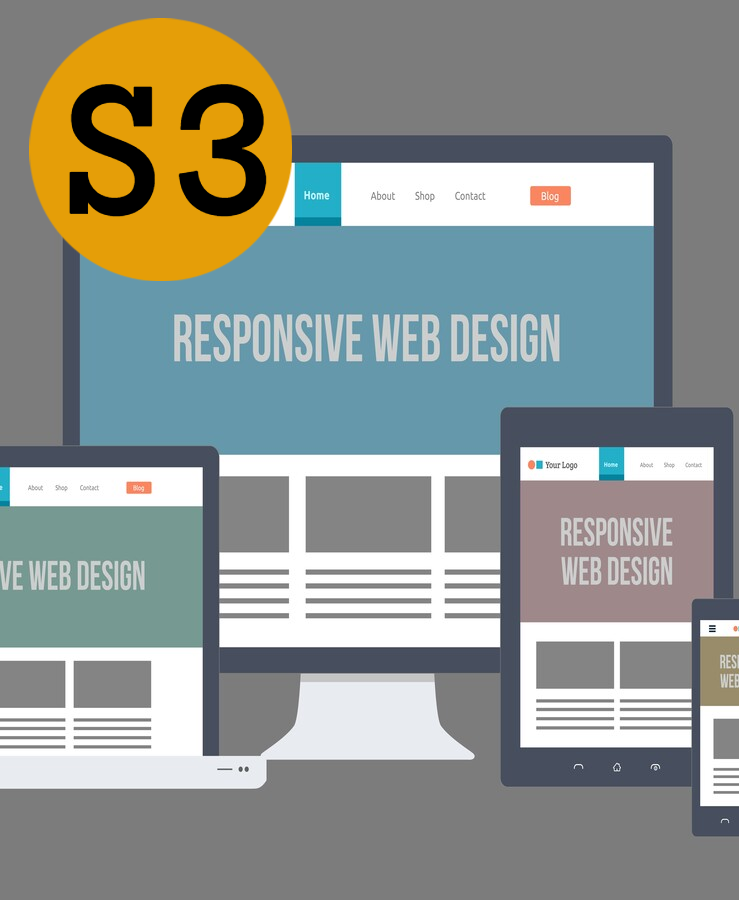 S3
Home About Shop Contact Blog
RESPONSIVE WEB DESIGN
About Shop Contact Blog
VE WEB DESIGN
Your Logo Home About Shop Contact
RESPONSIVE
WEB DESIGN
RES
WEB